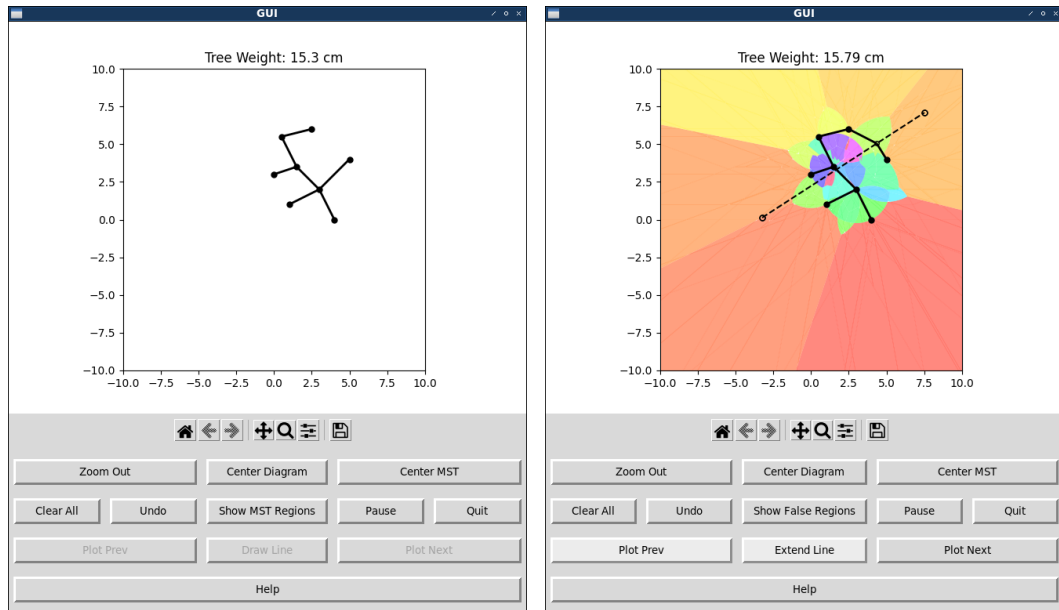 GUI
Tree Weight: 15.3 cm
10.0
7.5
5.0
2.5
0.0
−2.5
−5.0
−7.5
−10.0
−10.0 −7.5 −5.0 −2.5 0.0 2.5 5.0 7.5 10.0
Zoom Out Center Diagram Center MST
Clear All Undo Show MST Regions Pause Quit
Plot Prev Draw Line Plot Next
Help
GUI
Tree Weight: 15.79 cm
10.0
7.5
5.0
2.5
0.0
−2.5
−5.0
−7.5
−10.0
−10.0 −7.5 −5.0 −2.5 0.0 2.5 5.0 7.5 10.0
Zoom Out Center Diagram Center MST
Clear All Undo Show False Regions Pause Quit
Plot Prev Extend Line Plot Next
Help